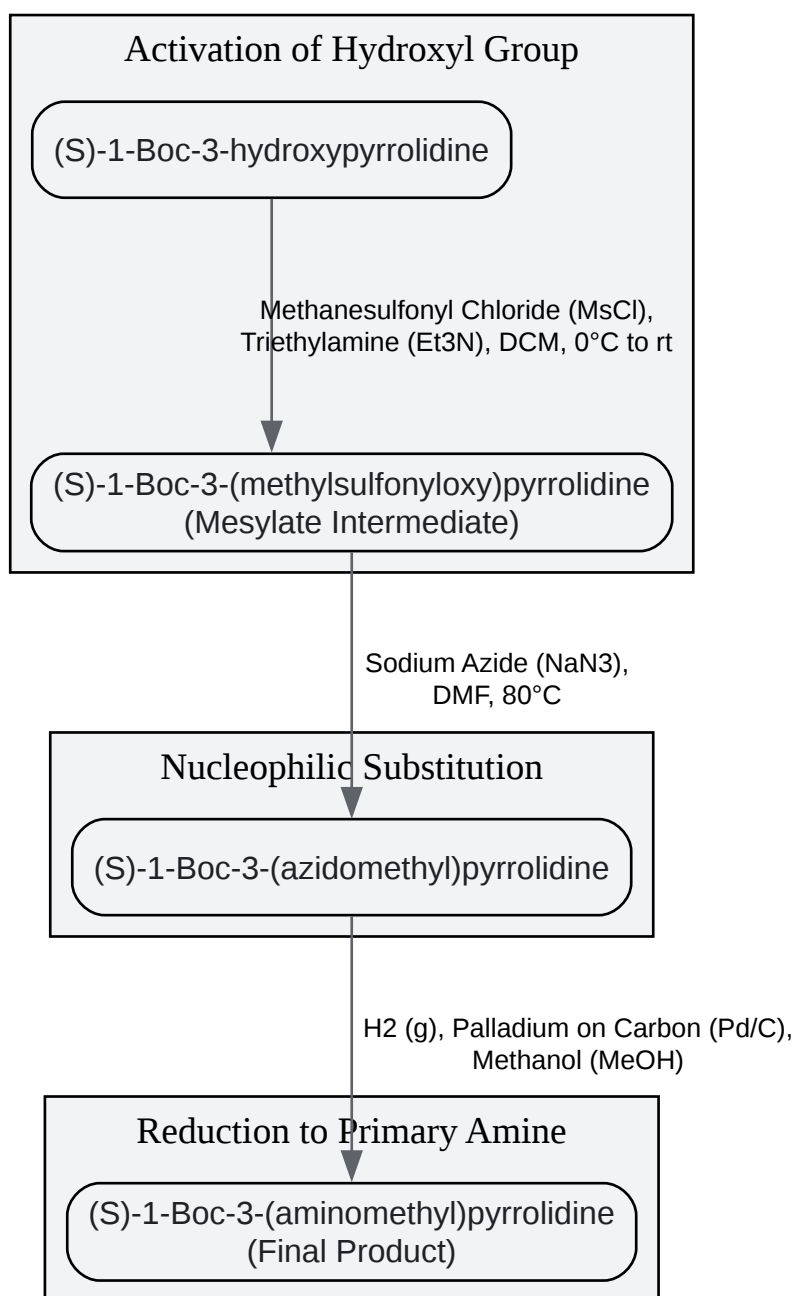 Activation of Hydroxyl Group
(S)-1-Boc-3-hydroxypyrrolidine
Methanesulfonyl Chloride (MsCl),
Triethylamine (Et3N), DCM, 0°C to rt
(S)-1-Boc-3-(methylsulfonyloxy)pyrrolidine
(Mesylate Intermediate)
Sodium Azide (NaN3),
DMF, 80°C
Nucleophilic Substitution
(S)-1-Boc-3-(azidomethyl)pyrrolidine
H2 (g), Palladium on Carbon (Pd/C),
Methanol (MeOH)
Reduction to Primary Amine
(S)-1-Boc-3-(aminomethyl)pyrrolidine
(Final Product)